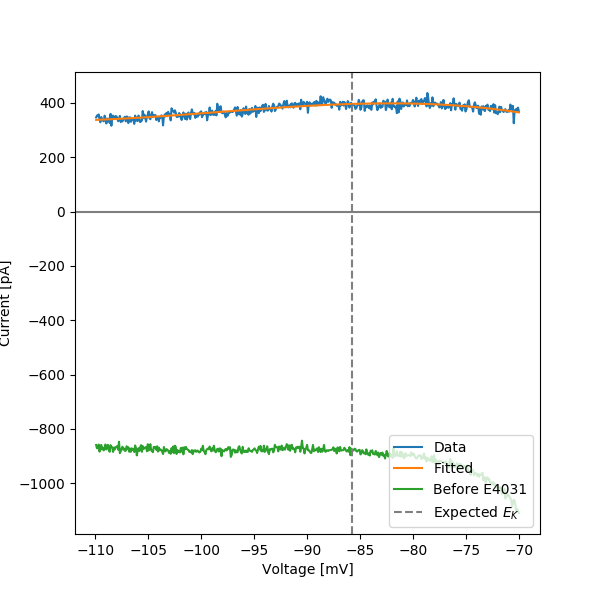 400
200
0
−200
−400
−600
−800
−1000
Current [pA]
−110 −105 −100 −95 −90 −85 −80 −75 −70
Voltage [mV]
Data
Fitted
Before E4031
Expected E_K